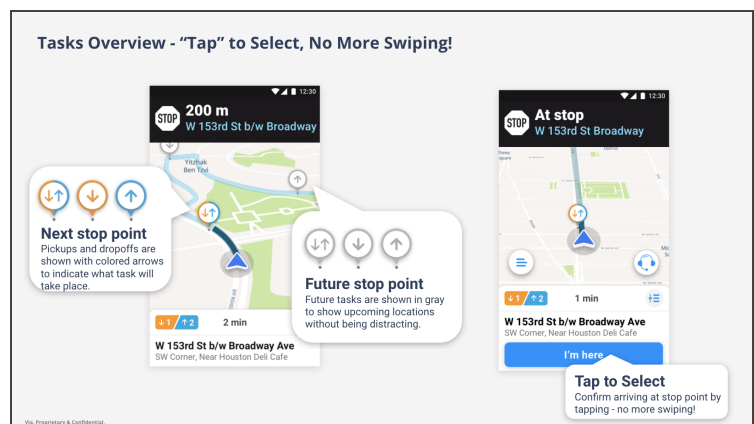 Tasks Overview - “Tap” to Select, No More Swiping!
12:30
STOP
200 m
W 153rd St b/w Broadway
Yitzhak
Ben Tzvi
Next stop point
Pickups and dropoffs are
shown with colored arrows
to indicate what task will
take place.
Future stop point
Future tasks are shown in gray
to show upcoming locations
without being distracting.
↓1 / ↑2
2 min
W 153rd St b/w Broadway Ave
SW Corner, Near Houston Deli Cafe
12:30
STOP
At stop
W 153rd St Broadway
↓1 / ↑2
1 min
W 153rd St b/w Broadway Ave
SW Corner, Near Houston Deli Cafe
I'm here
Tap to Select
Confirm arriving at stop point by
tapping - no more swiping!
Via. Proprietary & Confidential.